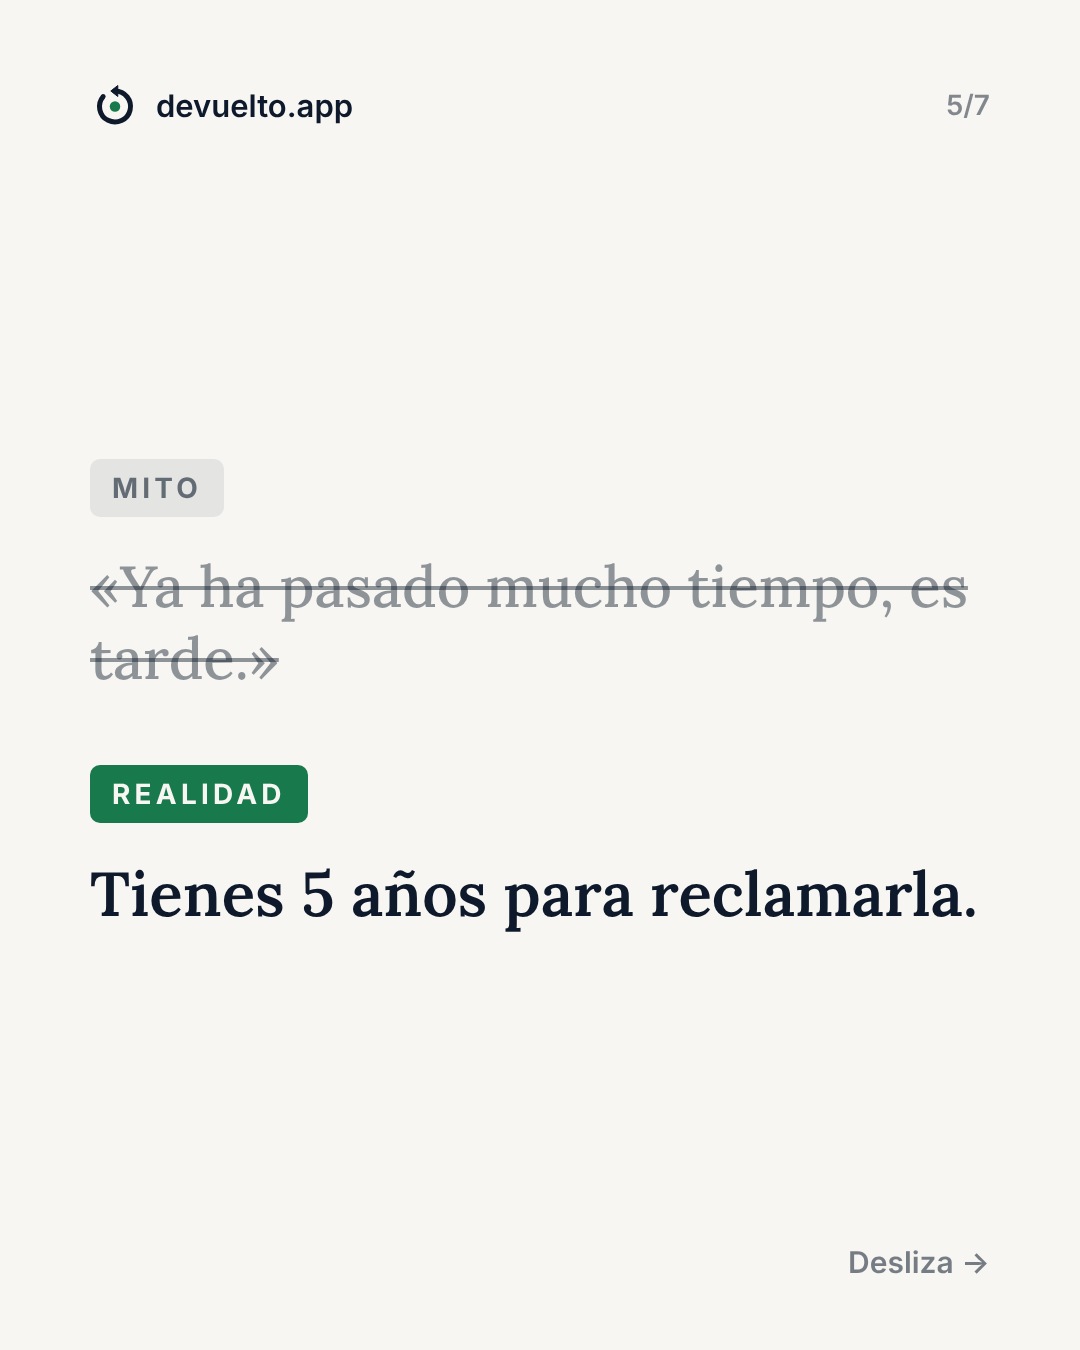 devuelto.app
5/7
MITO
«Ya ha pasado mucho tiempo, es
tarde.»
REALIDAD
Tienes 5 años para reclamarla.
Desliza →